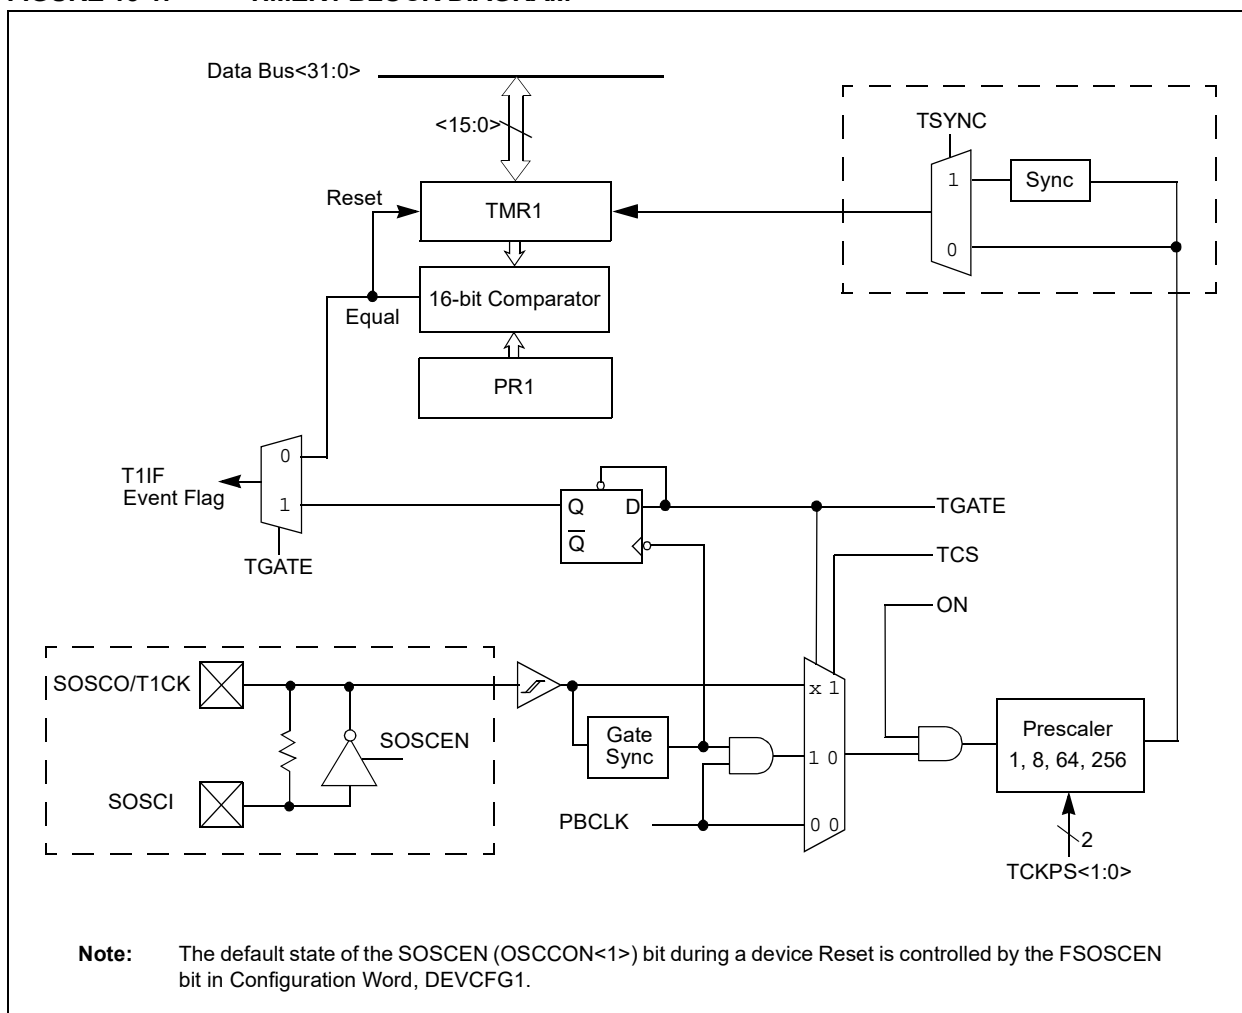 Data Bus<31:0>
<15:0>
TSYNC
1
Sync
Reset
TMR1
0
16-bit Comparator
Equal
PR1
0
T1IF
Event Flag
1
Q
D
TGATE
Q
TGATE
TCS
ON
SOSCO/T1CK
x 1
SOSCEN
Gate
Sync
Prescaler
1, 8, 64, 256
1 0
SOSCI
PBCLK
0 0
2
TCKPS<1:0>
Note: The default state of the SOSCEN (OSCCON<1>) bit during a device Reset is controlled by the FSOSCEN
bit in Configuration Word, DEVCFG1.